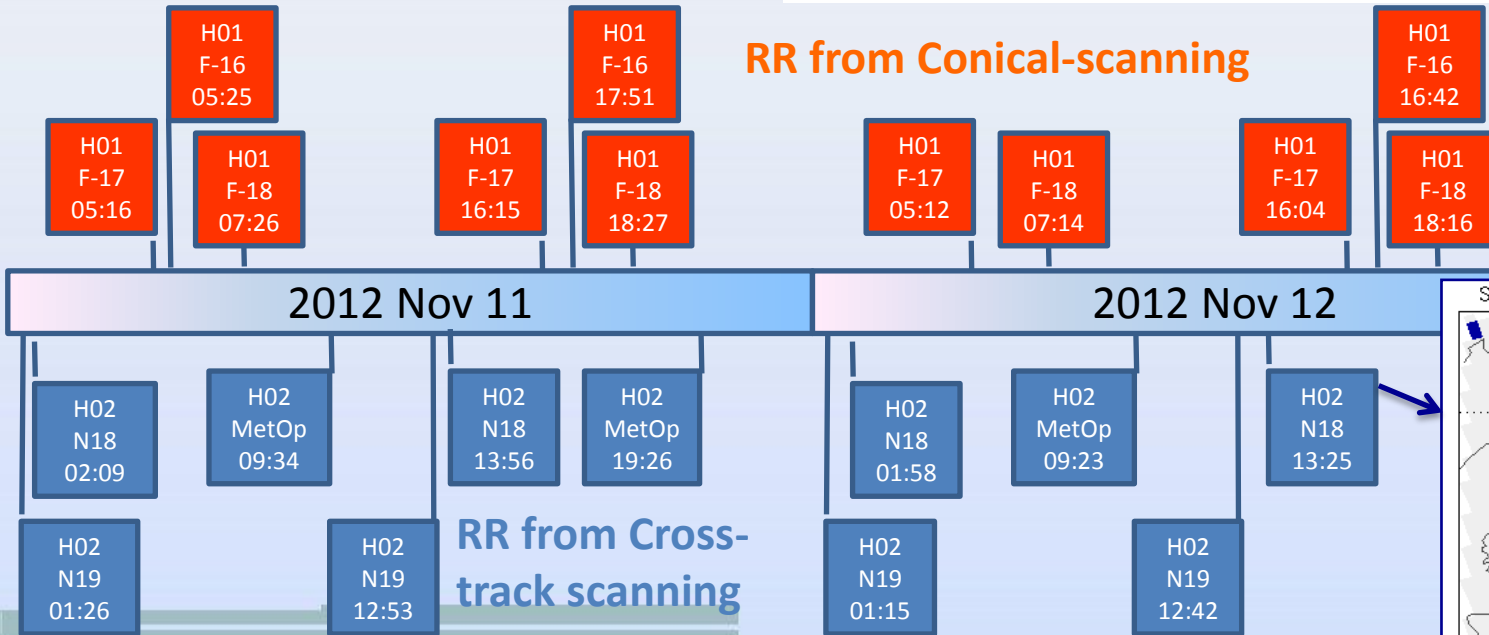 H01
F-16
05:25
H01
F-16
17:51
RR from Conical-scanning
H01
F-16
16:42
H01
F-17
05:16
H01
F-18
07:26
H01
F-17
16:15
H01
F-18
18:27
H01
F-17
05:12
H01
F-18
07:14
H01
F-17
16:04
H01
F-18
18:16
2012 Nov 11
2012 Nov 12
S
H02
N18
02:09
H02
MetOp
09:34
H02
N18
13:56
H02
MetOp
19:26
H02
N18
01:58
H02
MetOp
09:23
H02
N18
13:25
H02
N19
01:26
H02
N19
12:53
RR from Cross-
track scanning
H02
N19
01:15
H02
N19
12:42